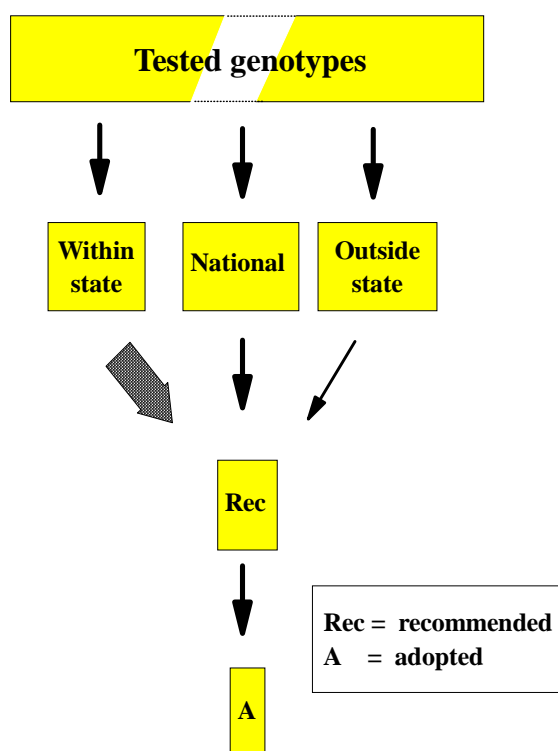 Tested genotypes
Within
state
National
Outside
state
Rec
Rec = recommended
A = adopted
A